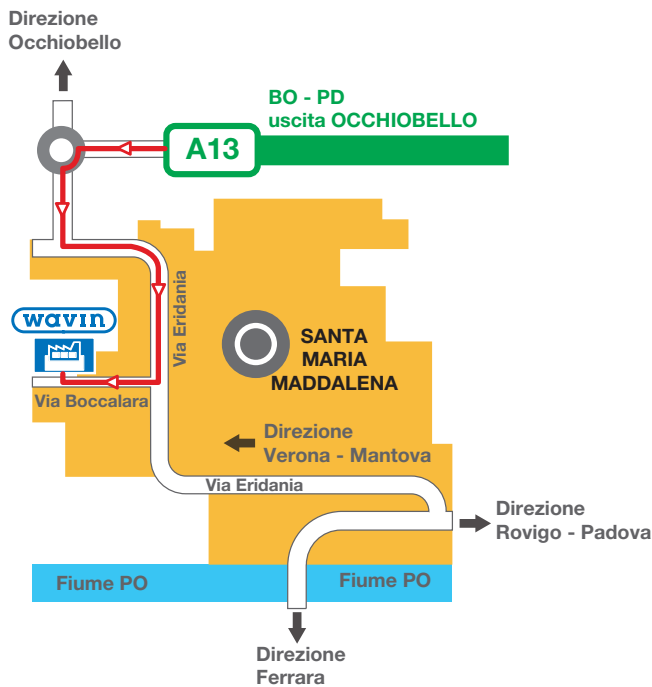 Direzione
Occhiobello
BO - PD
uscita OCCHIOBELLO
A13
Via Eridania
wavin
SANTA
MARIA
MADDALENA
Via Boccalara
Direzione
Verona - Mantova
Via Eridania
Direzione
Rovigo - Padova
Fiume PO
Fiume PO
Direzione
Ferrara